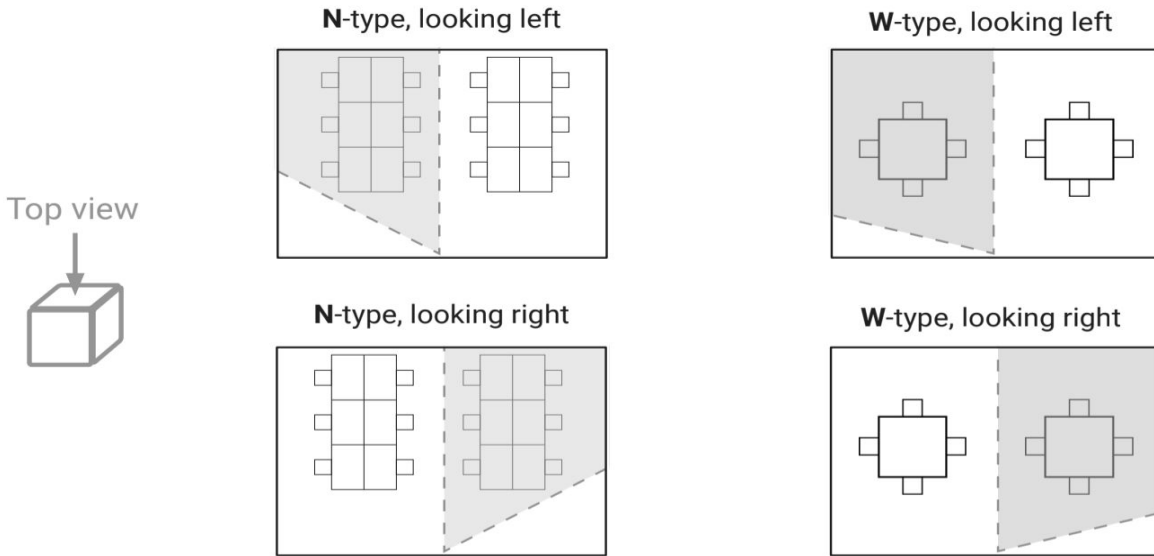 N-type, looking left
W-type, looking left
Top view
N-type, looking right
W-type, looking right